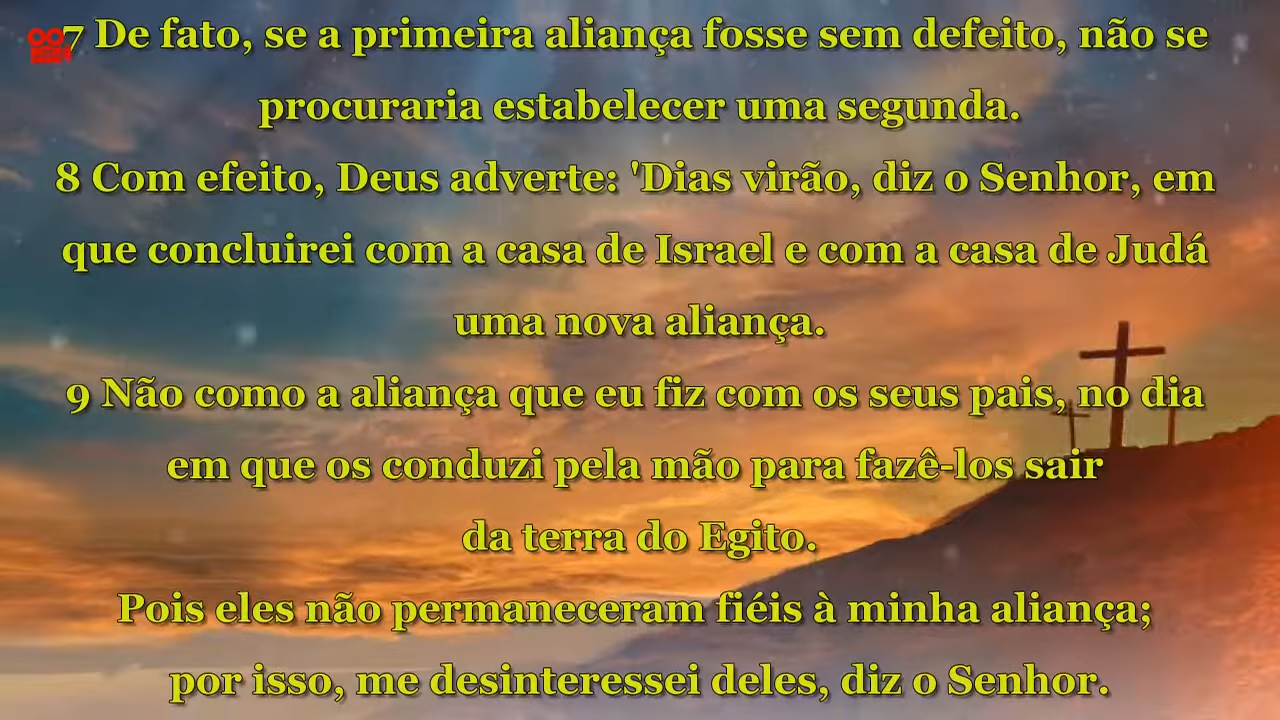 7 De fato, se a primeira aliança fosse sem defeito, não se
procuraria estabelecer uma segunda.
8 Com efeito, Deus adverte: 'Dias virão, diz o Senhor, em
que concluirei com a casa de Israel e com a casa de Judá
uma nova aliança.
9 Não como a aliança que eu fiz com os seus pais, no dia
em que os conduzi pela mão para fazê-los sair
da terra do Egito.
Pois eles não permaneceram fiéis à minha aliança;
por isso, me desinteressei deles, diz o Senhor.